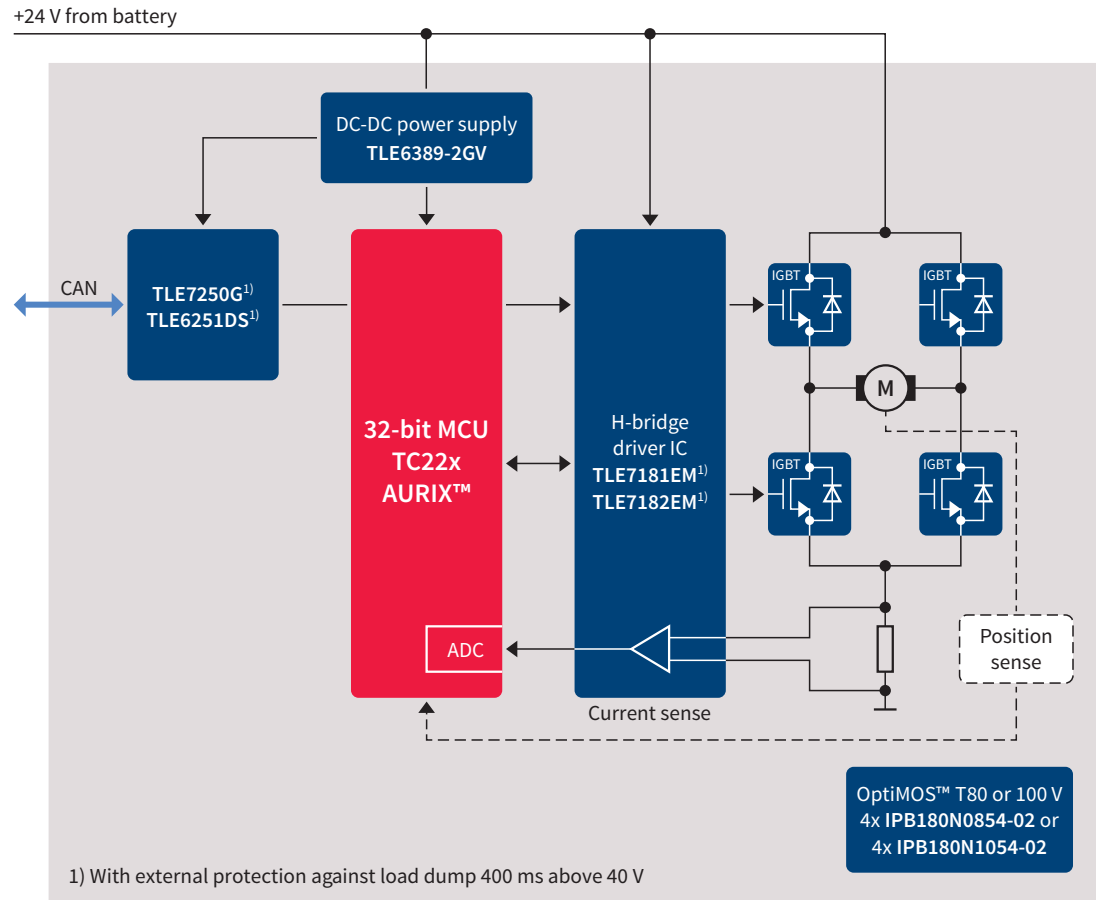 +24 V from battery
DC-DC power supply
TLE6389-2GV
CAN
TLE7250G1)
TLE6251DS1)
32-bit MCU
TC22x
AURIX™
ADC
H-bridge
driver IC
TLE7181EM1)
TLE7182EM1)
Current sense
IGBT
IGBT
M
IGBT
IGBT
Position
sense
OptiMOS™ T80 or 100 V
4x IPB180N0854-02 or
4x IPB180N1054-02
1) With external protection against load dump 400 ms above 40 V